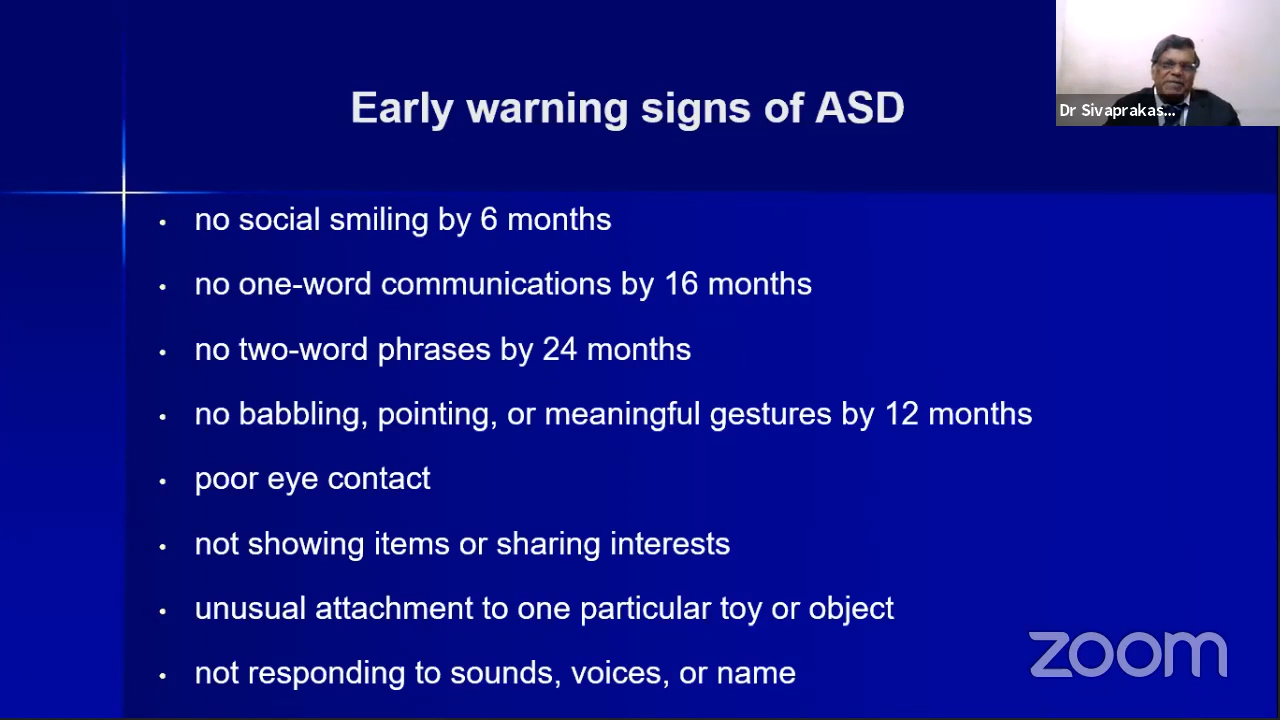 Early warning signs of ASD
Dr Sivaprakas...
• no social smiling by 6 months
• no one-word communications by 16 months
• no two-word phrases by 24 months
• no babbling, pointing, or meaningful gestures by 12 months
• poor eye contact
• not showing items or sharing interests
• unusual attachment to one particular toy or object
• not responding to sounds, voices, or name
zoom